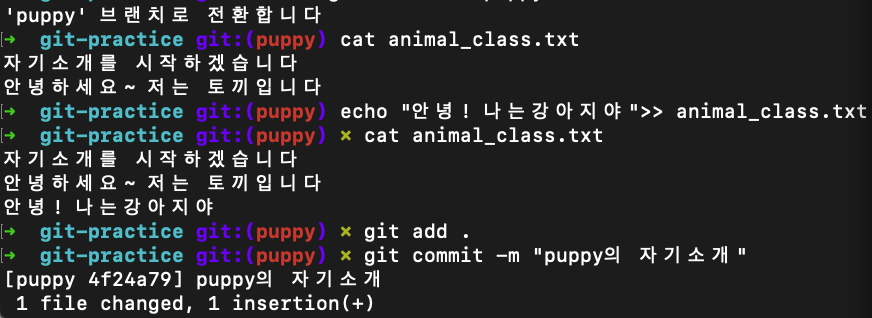 'puppy' 브랜치로 전환합니다
➜  git-practice git:(puppy) cat animal_class.txt
자기소개를 시작하겠습니다
안녕하세요~저는 토끼입니다
➜  git-practice git:(puppy) echo "안녕!나는강아지야">> animal_class.txt
➜  git-practice git:(puppy) ✗ cat animal_class.txt
자기소개를 시작하겠습니다
안녕하세요~저는 토끼입니다
안녕!나는강아지야
➜  git-practice git:(puppy) ✗ git add .
➜  git-practice git:(puppy) ✗ git commit -m "puppy의 자기소개"
[puppy 4f24a79] puppy의 자기소개
 1 file changed, 1 insertion(+)